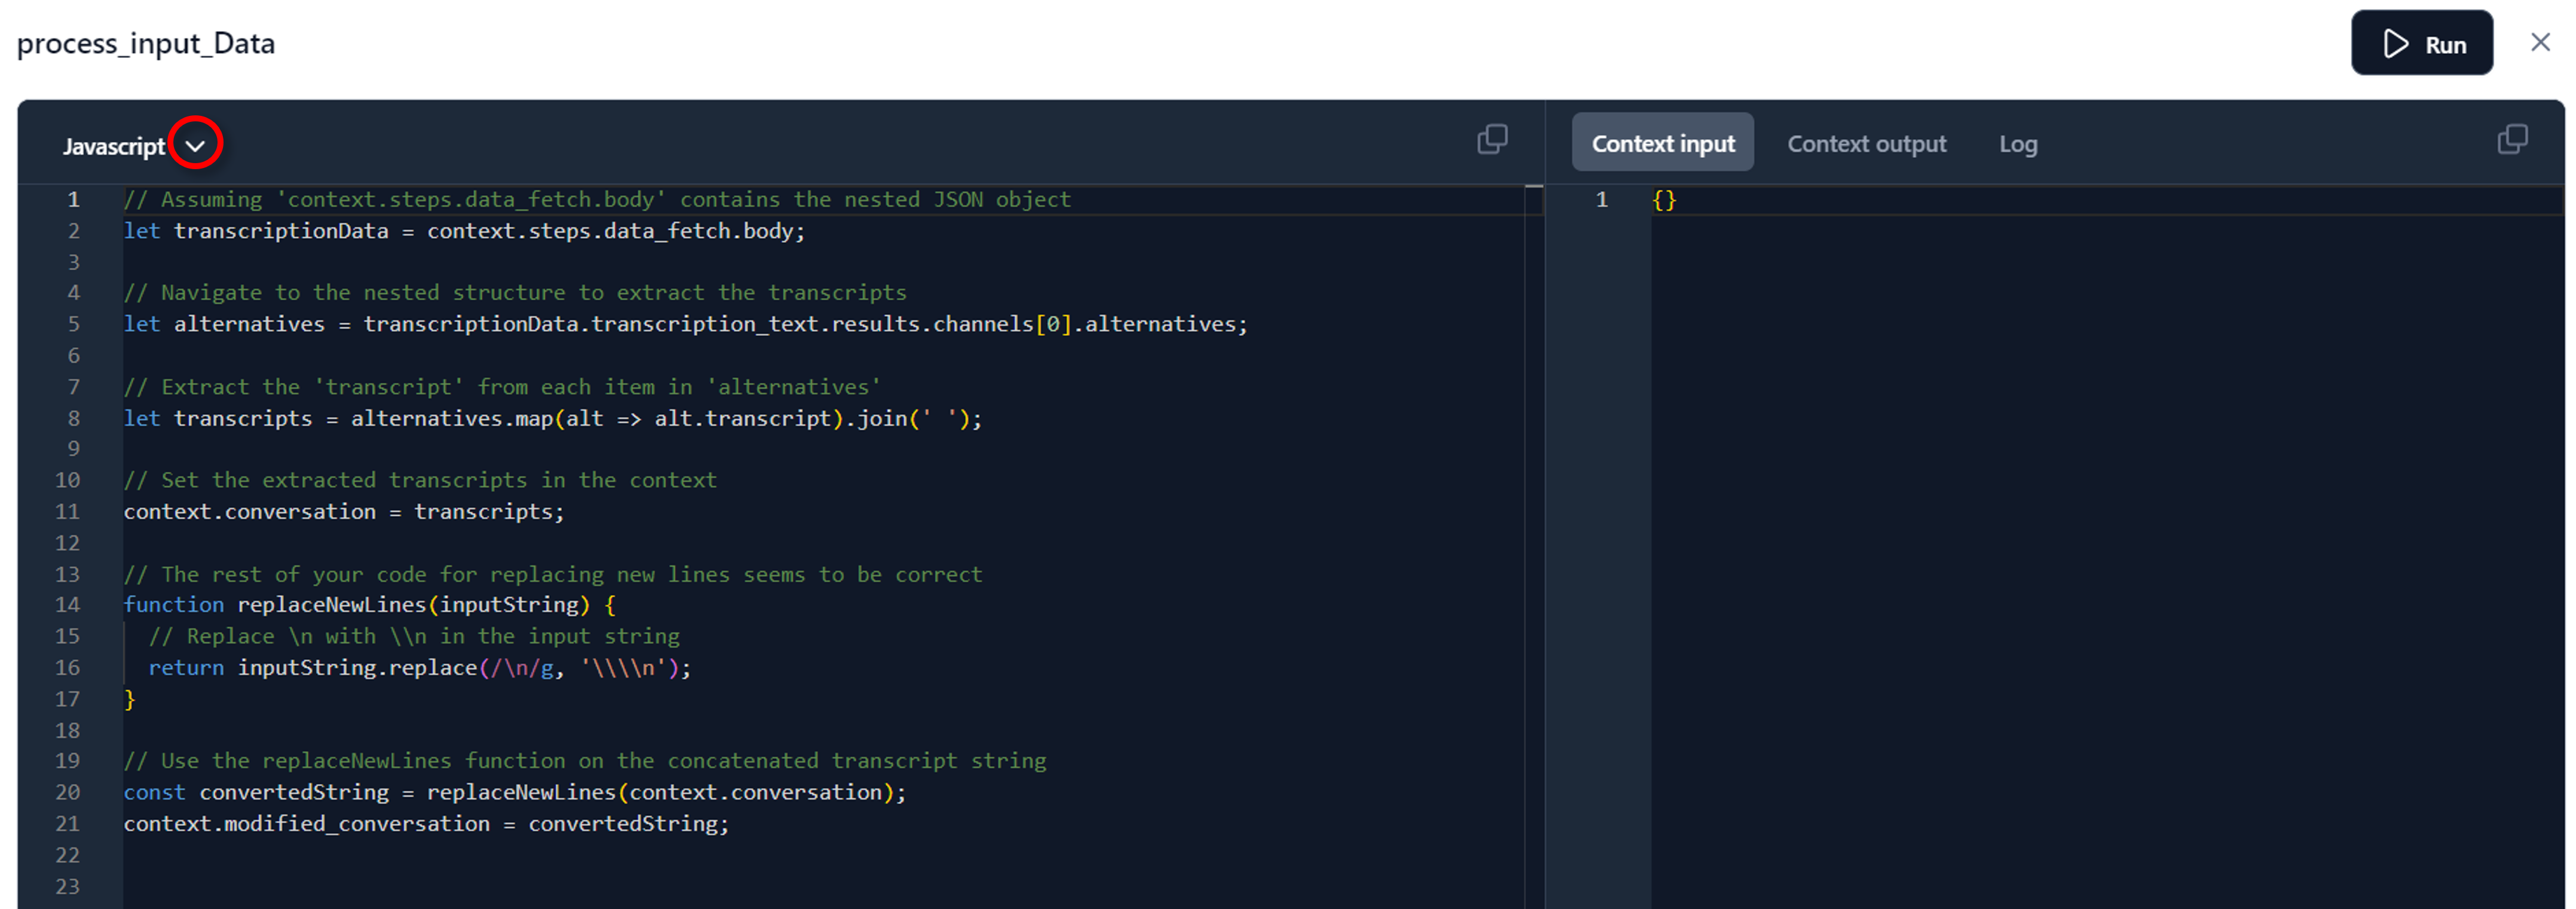 process_input_Data
Run
Javascript
Context input
Context output
Log
1 // Assuming 'context.steps.data_fetch.body' contains the nested JSON object
2 let transcriptionData = context.steps.data_fetch.body;
3
4 // Navigate to the nested structure to extract the transcripts
5 let alternatives = transcriptionData.transcription_text.results.channels[0].alternatives;
6
7 // Extract the 'transcript' from each item in 'alternatives'
8 let transcripts = alternatives.map(alt => alt.transcript).join(' ');
9
10 // Set the extracted transcripts in the context
11 context.conversation = transcripts;
12
13 // The rest of your code for replacing new lines seems to be correct
14 function replaceNewLines(inputString) {
15   // Replace \n with \\n in the input string
16   return inputString.replace(/\n/g, '\\\\n');
17 }
18
19 // Use the replaceNewLines function on the concatenated transcript string
20 const convertedString = replaceNewLines(context.conversation);
21 context.modified_conversation = convertedString;
22
23
1 {}